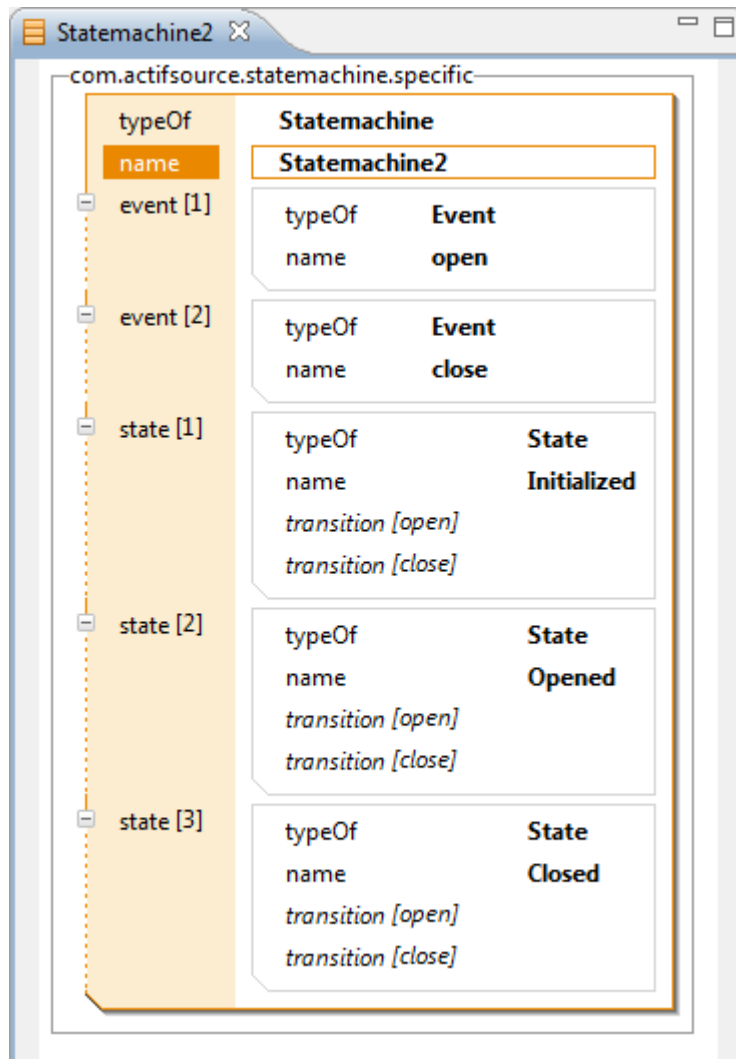 Statemachine2
com.actifsource.statemachine.specific
typeOf Statemachine
name Statemachine2
event [1]
typeOf Event
name open
event [2]
typeOf Event
name close
state [1]
typeOf State
name Initialized
transition [open]
transition [close]
state [2]
typeOf State
name Opened
transition [open]
transition [close]
state [3]
typeOf State
name Closed
transition [open]
transition [close]